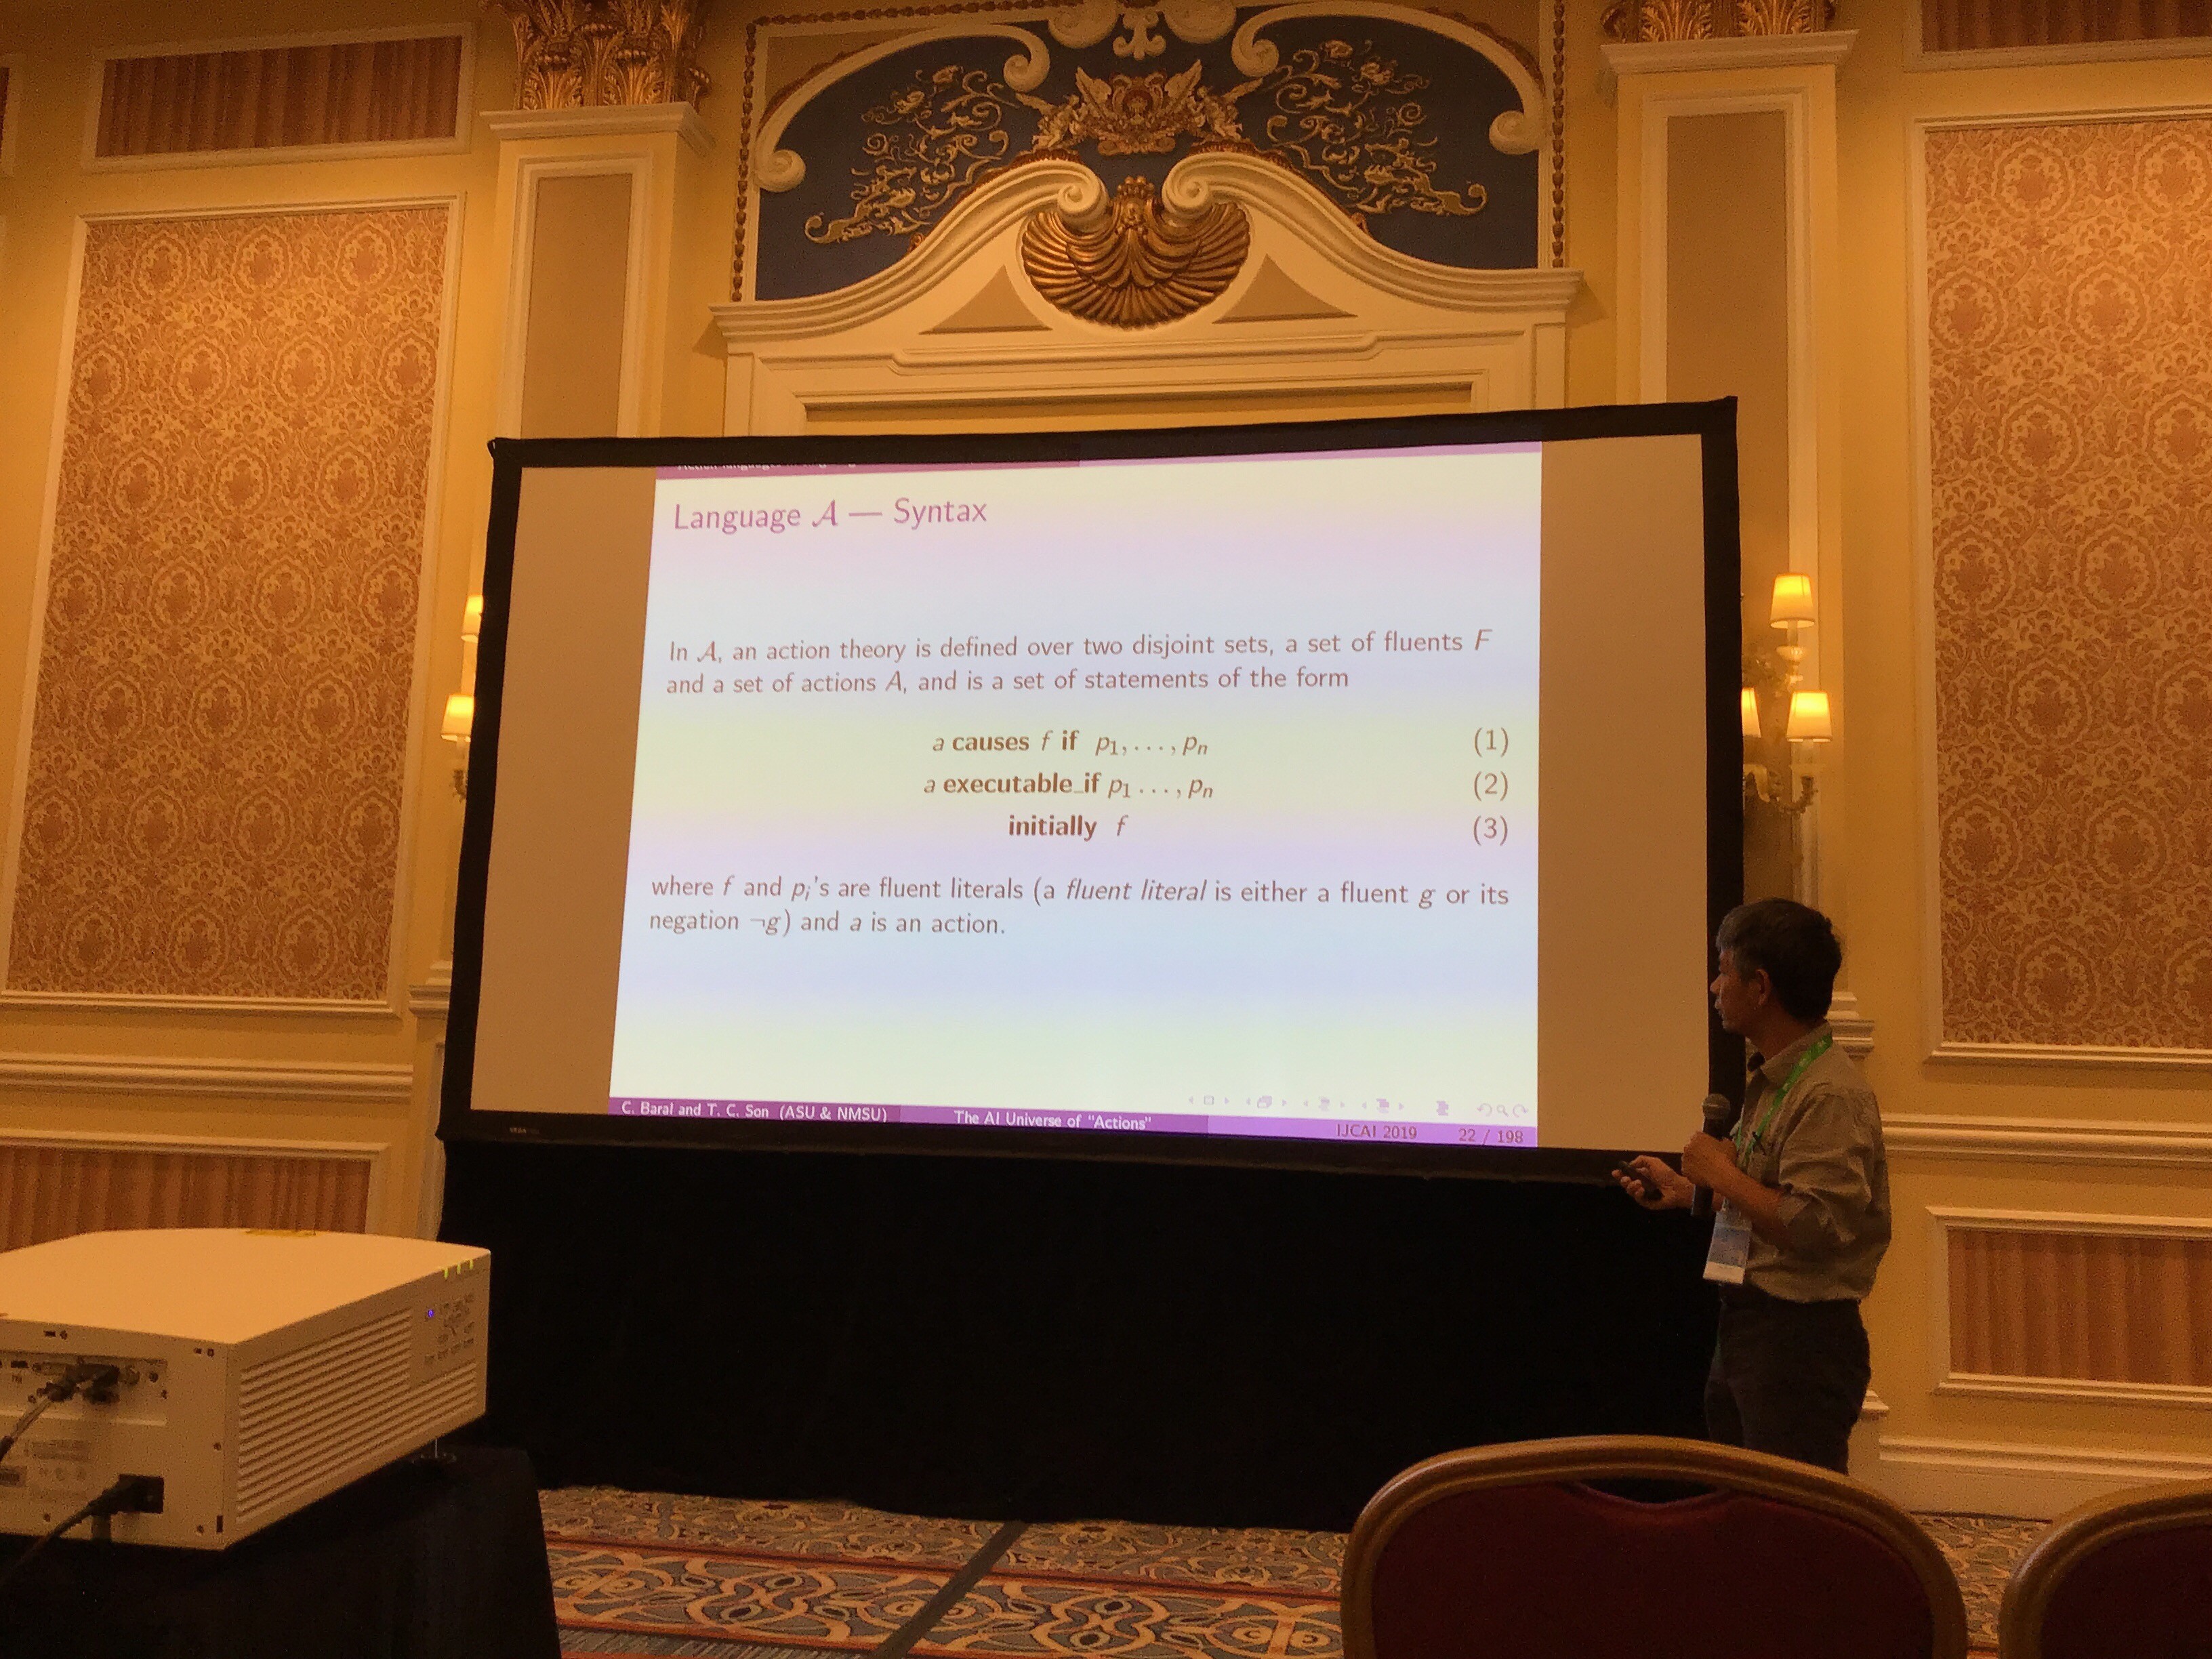 Language 𝒜 — Syntax
In 𝒜, an action theory is defined over two disjoint sets, a set of fluents F
and a set of actions A, and is a set of statements of the form
a causes f if p₁, . . . , pₙ (1)
a executable_if p₁ . . . , pₙ (2)
initially f (3)
where f and pᵢ's are fluent literals (a fluent literal is either a fluent g or its
negation ¬g) and a is an action.
C. Baral and T. C. Son (ASU & NMSU) The AI Universe of "Actions" IJCAI 2019 22 / 198